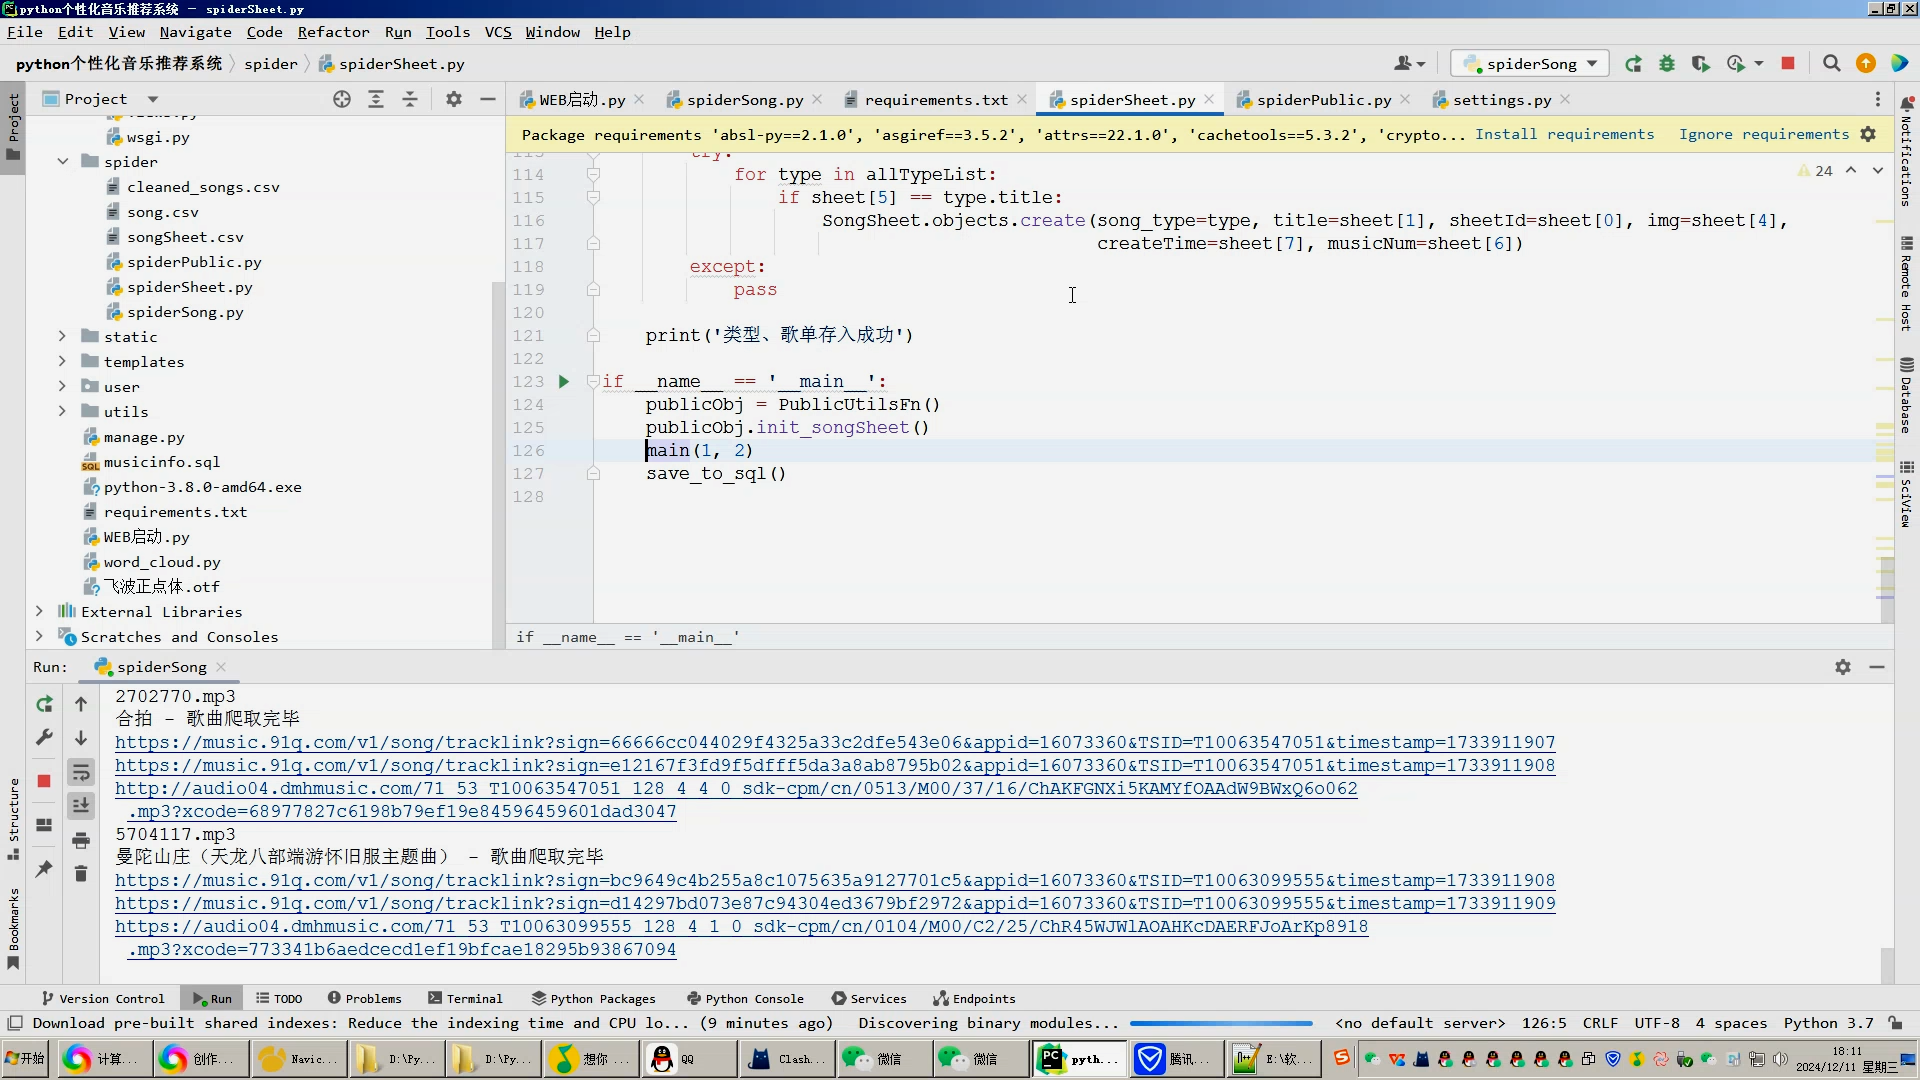 python个性化音乐推荐系统 - spiderSheet.py
File Edit View Navigate Code Refactor Run Tools VCS Window Help
python个性化音乐推荐系统 spider spiderSheet.py
spiderSong
Project
WEB启动.py spiderSong.py requirements.txt spiderSheet.py spiderPublic.py settings.py
Package requirements 'absl-py==2.1.0', 'asgiref==3.5.2', 'attrs==22.1.0', 'cachetools==5.3.2', 'crypto... Install requirements Ignore requirements
Project
wsgi.py
spider
cleaned_songs.csv
song.csv
songSheet.csv
spiderPublic.py
spiderSheet.py
spiderSong.py
static
templates
user
utils
manage.py
musicinfo.sql
python-3.8.0-amd64.exe
requirements.txt
WEB启动.py
word_cloud.py
飞波正点体.otf
External Libraries
Scratches and Consoles
try:
114 for type in allTypeList:
115 if sheet[5] == type.title:
116 SongSheet.objects.create(song_type=type, title=sheet[1], sheetId=sheet[0], img=sheet[4],
117 createTime=sheet[7], musicNum=sheet[6])
118 except:
119 pass
120
121 print('类型、歌单存入成功')
122
123 if __name__ == '__main__':
124 publicObj = PublicUtilsFn()
125 publicObj.init_songSheet()
126 main(1, 2)
127 save_to_sql()
128
24
if __name__ == '__main__'
Notifications
Remote Host
Database
SciView
Run: spiderSong
2702770.mp3
合拍 - 歌曲爬取完毕
https://music.91q.com/v1/song/tracklink?sign=66666cc044029f4325a33c2dfe543e06&appid=16073360&TSID=T10063547051&timestamp=1733911907
https://music.91q.com/v1/song/tracklink?sign=e12167f3fd9f5dfff5da3a8ab8795b02&appid=16073360&TSID=T10063547051&timestamp=1733911908
http://audio04.dmhmusic.com/71_53_T10063547051_128_4_4_0_sdk-cpm/cn/0513/M00/37/16/ChAKFGNXi5KAMYfOAAdW9BWxQ6o062
.mp3?xcode=68977827c6198b79ef19e84596459601dad3047
5704117.mp3
曼陀山庄（天龙八部端游怀旧服主题曲） - 歌曲爬取完毕
https://music.91q.com/v1/song/tracklink?sign=bc9649c4b255a8c1075635a9127701c5&appid=16073360&TSID=T10063099555&timestamp=1733911908
https://music.91q.com/v1/song/tracklink?sign=d14297bd073e87c94304ed3679bf2972&appid=16073360&TSID=T10063099555&timestamp=1733911909
https://audio04.dmhmusic.com/71_53_T10063099555_128_4_1_0_sdk-cpm/cn/0104/M00/C2/25/ChR45WJWlAOAHKcDAERFJoArKp8918
.mp3?xcode=773341b6aedcecd1ef19bfcae18295b93867094
Structure
Bookmarks
Version Control Run TODO Problems Terminal Python Packages Python Console Services Endpoints
Download pre-built shared indexes: Reduce the indexing time and CPU lo... (9 minutes ago) Discovering binary modules... <no default server> 126:5 CRLF UTF-8 4 spaces Python 3.7
开始 计算... 创作... Navic... D:\Py... D:\Py... 想你... QQ Clash... 微信 微信 pyth... 腾讯... E:\软...
18:11
2024/12/11 星期三